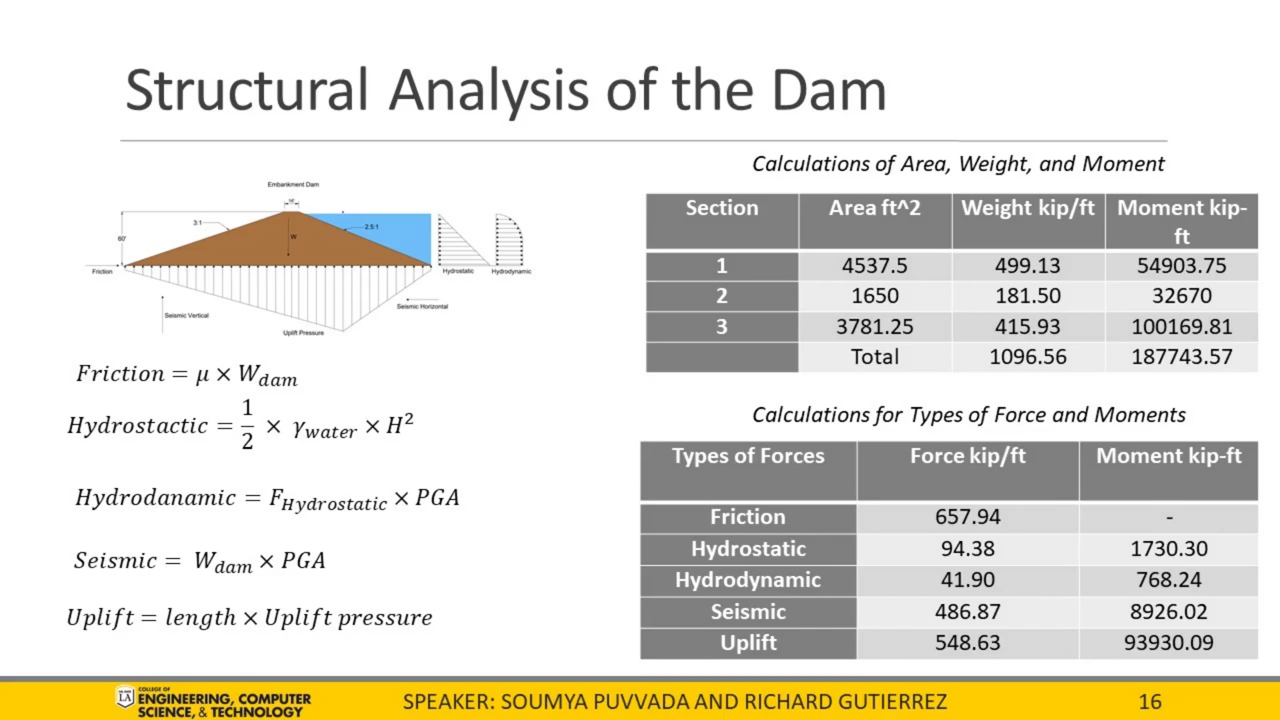 Structural Analysis of the Dam
Embankment Dam
3:1
2.5:1
60'
W
Friction
Hydrostatic
Hydrodynamic
Seismic Vertical
Seismic Horizontal
Uplift Pressure
Friction = μ × W_dam
Hydrostactic = 1/2 × γ_water × H²
Hydrodanamic = F_Hydrostatic × PGA
Seismic = W_dam × PGA
Uplift = length × Uplift pressure
Calculations of Area, Weight, and Moment
Section Area ft^2 Weight kip/ft Moment kip-
ft
1 4537.5 499.13 54903.75
2 1650 181.50 32670
3 3781.25 415.93 100169.81
Total 1096.56 187743.57
Calculations for Types of Force and Moments
Types of Forces Force kip/ft Moment kip-ft
Friction 657.94 -
Hydrostatic 94.38 1730.30
Hydrodynamic 41.90 768.24
Seismic 486.87 8926.02
Uplift 548.63 93930.09
LA
COLLEGE OF
ENGINEERING, COMPUTER
SCIENCE, & TECHNOLOGY
SPEAKER: SOUMYA PUVVADA AND RICHARD GUTIERREZ
16